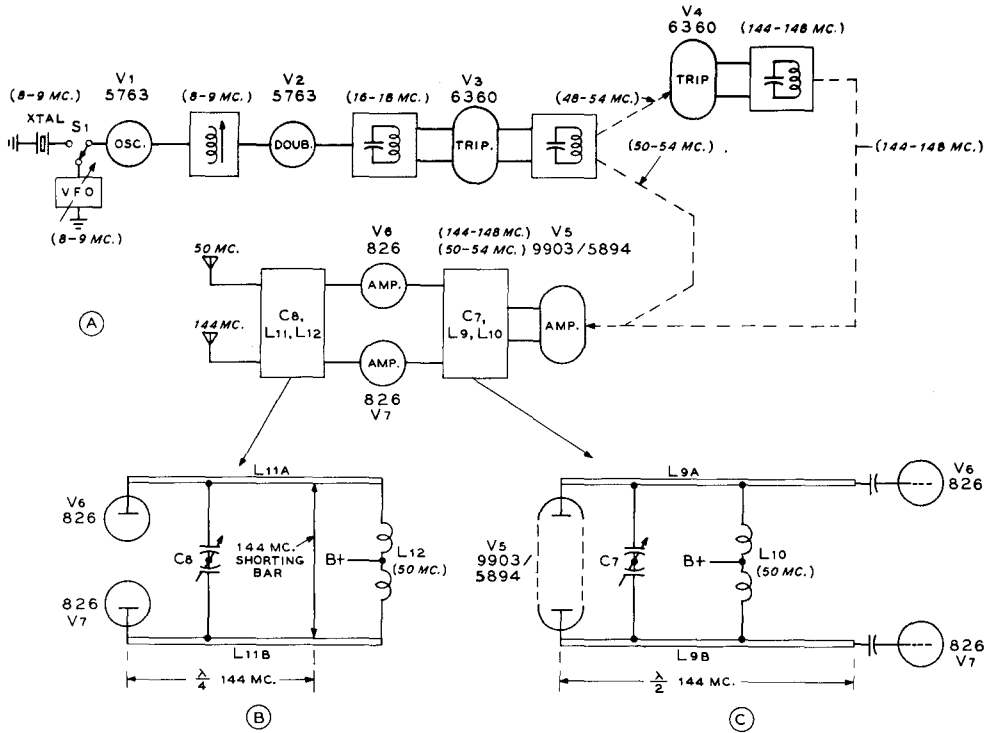 V4
6360
(144-148 MC.)
TRIP
V1
5763
V2
5763
V3
6360
(8-9 MC.)
(8-9 MC.)
(16-18 MC.)
(48-54 MC.)
XTAL
S1
OSC.
DOUB.
TRIP.
VFO
(8-9 MC.)
(50-54 MC.)
(144-148 MC.)
V6
826
(144-148 MC.)
(50-54 MC.)
V5
9903/5894
50 MC.
AMP.
A
144 MC.
C8,
L11, L12
C7,
L9, L10
AMP.
AMP.
826
V7
L11A
V6
826
C8
144 MC.
SHORTING
BAR
B+
L12
(50 MC.)
826
V7
L11B
λ/4 144 MC.
B
L9A
V6
826
V5
9903/
5894
C7
B+
L10
(50 MC.)
826
V7
L9B
λ/2 144 MC.
C